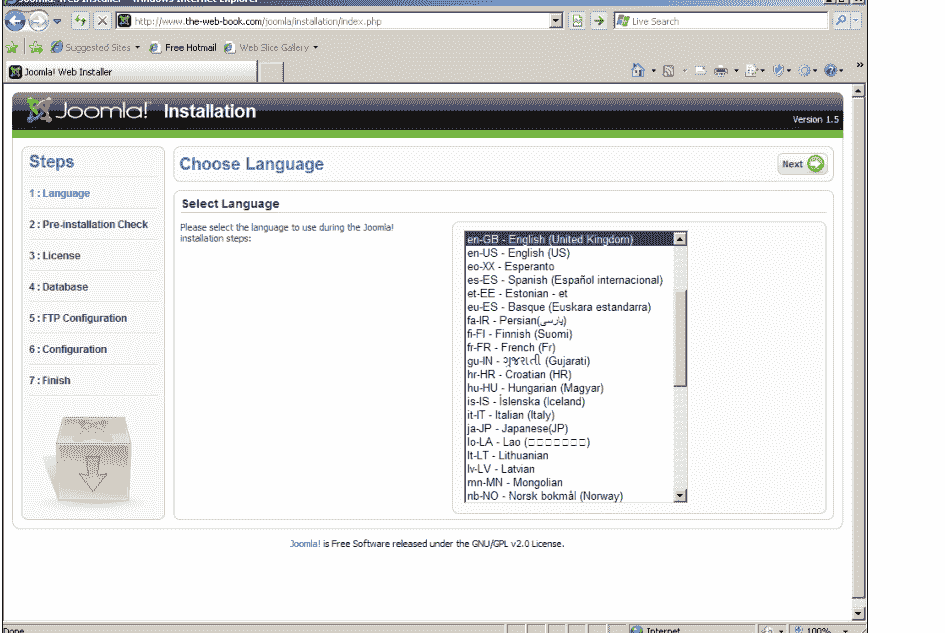 Joomla! Web Installer - Windows Internet Explorer
http://www.the-web-book.com/joomla/installation/index.php
Live Search
Suggested Sites
Free Hotmail
Web Slice Gallery
Joomla! Web Installer
Joomla! Installation
Version 1.5
Steps
1 : Language
2 : Pre-installation Check
3 : License
4 : Database
5 : FTP Configuration
6 : Configuration
7 : Finish
Choose Language
Next
Select Language
Please select the language to use during the Joomla!
installation steps:
en-GB - English (United Kingdom)
en-US - English (US)
eo-XX - Esperanto
es-ES - Spanish (Español internacional)
et-EE - Estonian - et
eu-ES - Basque (Euskara estandarra)
fa-IR - Persian(پارسی)
fi-FI - Finnish (Suomi)
fr-FR - French (Fr)
gu-IN - ગુજરાતી (Gujarati)
hr-HR - Croatian (HR)
hu-HU - Hungarian (Magyar)
is-IS - Íslenska (Iceland)
it-IT - Italian (Italy)
ja-JP - Japanese(JP)
lo-LA - Lao (□□□□□□□)
lt-LT - Lithuanian
lv-LV - Latvian
mn-MN - Mongolian
nb-NO - Norsk bokmål (Norway)
Joomla! is Free Software released under the GNU/GPL v2.0 License.
Done
Internet
100%